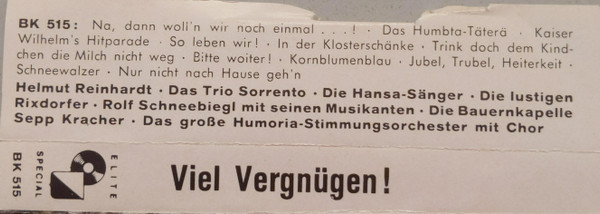 BK 515: Na, dann woll'n wir noch einmal . . .! · Das Humbta-Täterä · Kaiser
Wilhelm's Hitparade · So leben wir! · In der Klosterschänke · Trink doch dem Kind-
chen die Milch nicht weg · Bitte woiter! · Kornblumenblau · Jubel, Trubel, Heiterkeit ·
Schneewalzer · Nur nicht nach Hause geh'n
Helmut Reinhardt · Das Trio Sorrento · Die Hansa-Sänger · Die lustigen
Rixdorfer · Rolf Schneebiegl mit seinen Musikanten · Die Bauernkapelle
Sepp Kracher · Das große Humoria-Stimmungsorchester mit Chor
BK 515
SPECIAL
ELITE
Viel Vergnügen!